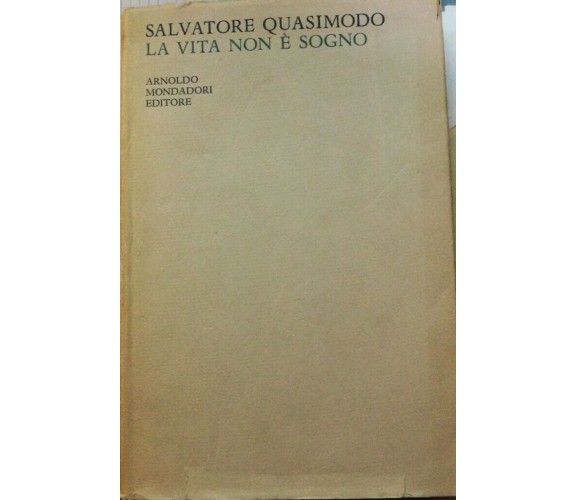 SALVATORE QUASIMODO
LA VITA NON È SOGNO
ARNOLDO
MONDADORI
EDITORE